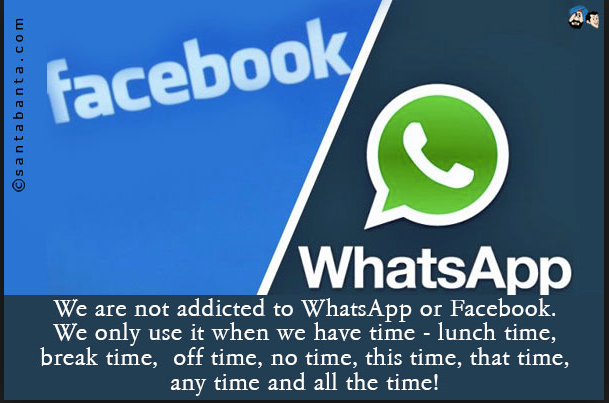 ©santabanta.com
facebook
WhatsApp
We are not addicted to WhatsApp or Facebook.
We only use it when we have time - lunch time,
break time,  off time, no time, this time, that time,
any time and all the time!